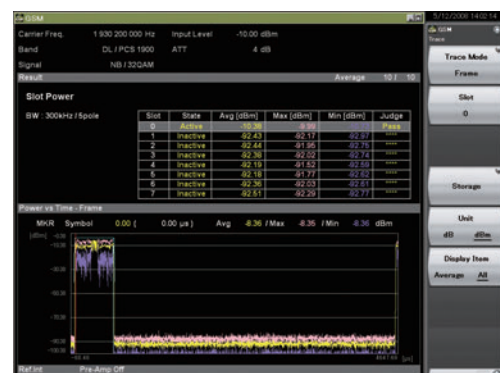 GSM
5/12/2008 14:02:14
Carrier Freq. 1 930 200 000 Hz Input Level -10.00 dBm
Band DL / PCS 1900 ATT 4 dB
Signal NB / 32QAM
Result Average 10 / 10
Slot Power
BW : 300kHz / 5pole
Slot State Avg [dBm] Max [dBm] Min [dBm] Judge
0 Active -10.38 Pass
1 Inactive -92.43 -92.17 -92.97 ****
2 Inactive -92.44 -91.95 -92.75 ****
3 Inactive -92.38 -92.02 -92.74 ****
4 Inactive -92.19 -91.52 -92.69 ****
5 Inactive -92.18 -91.77 -92.62 ****
6 Inactive -92.36 -92.03 -92.61 ****
7 Inactive -92.51 -92.29 -92.77 ****
Power vs Time - Frame
MKR Symbol 0.00 ( 0.00 µs ) Avg -8.36 / Max -8.35 / Min -8.36 dBm
[dBm]
[µs]
Ref.Int Pre-Amp Off
GSM
Trace
Trace Mode
Frame
Slot
0
Storage
Unit
dB dBm
Display Item
Average All